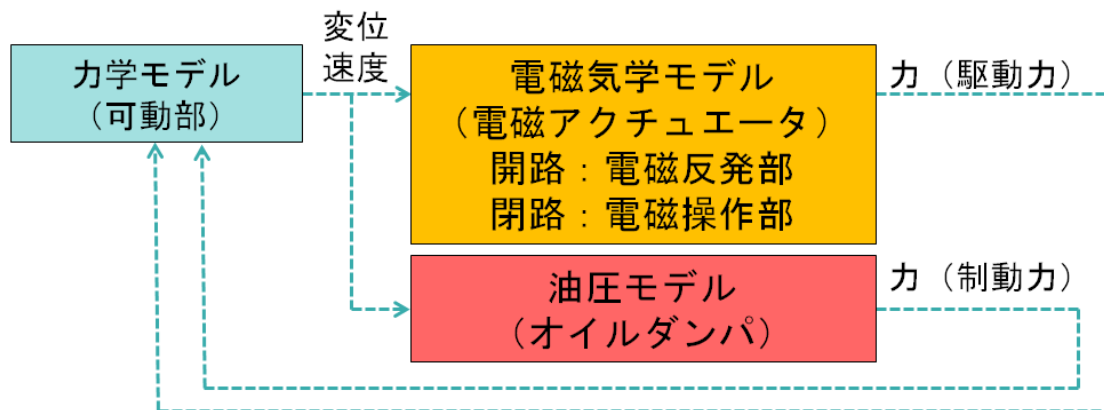 力学モデル
（可動部）
変位
速度
電磁気学モデル
（電磁アクチュエータ）
開路：電磁反発部
閉路：電磁操作部
力（駆動力）
油圧モデル
（オイルダンパ）
力（制動力）